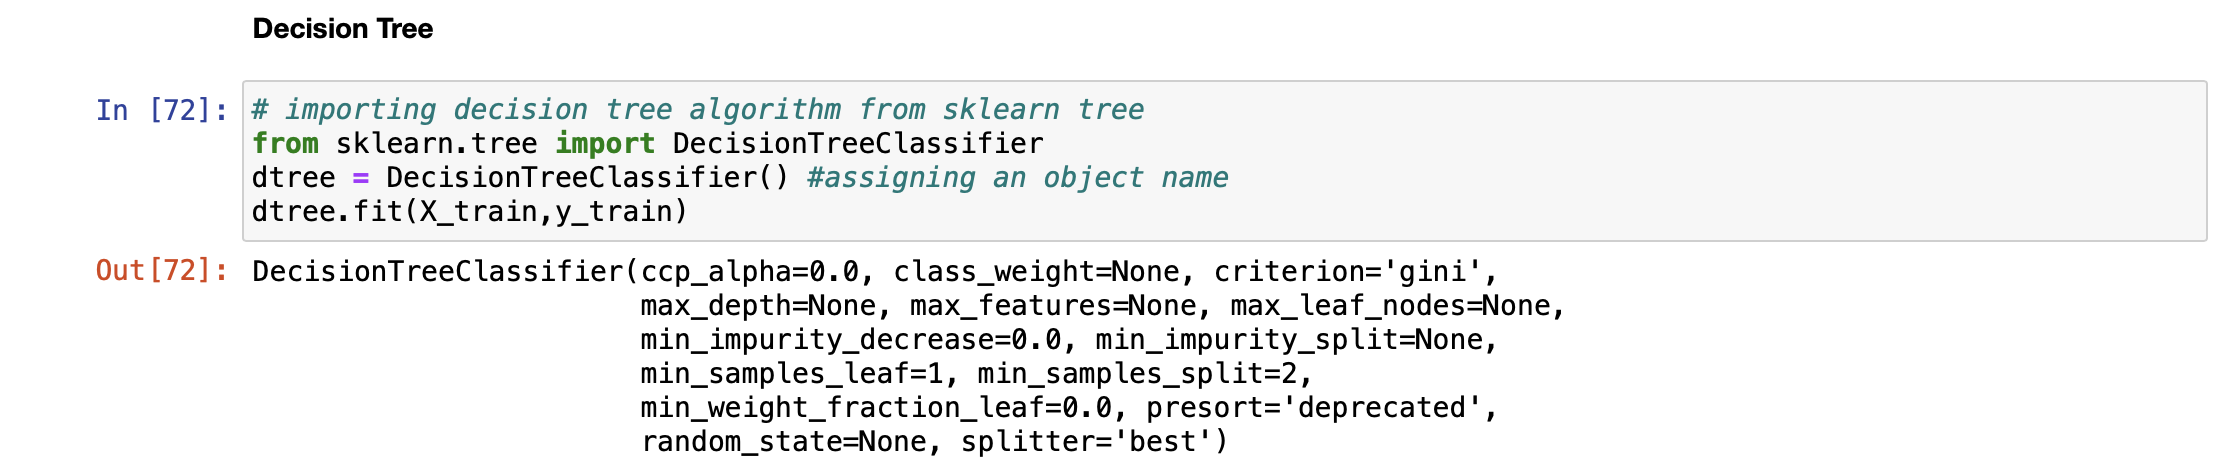 Decision Tree
In [72]:
# importing decision tree algorithm from sklearn tree
from sklearn.tree import DecisionTreeClassifier
dtree = DecisionTreeClassifier() #assigning an object name
dtree.fit(X_train,y_train)
Out[72]:
DecisionTreeClassifier(ccp_alpha=0.0, class_weight=None, criterion='gini',
max_depth=None, max_features=None, max_leaf_nodes=None,
min_impurity_decrease=0.0, min_impurity_split=None,
min_samples_leaf=1, min_samples_split=2,
min_weight_fraction_leaf=0.0, presort='deprecated',
random_state=None, splitter='best')